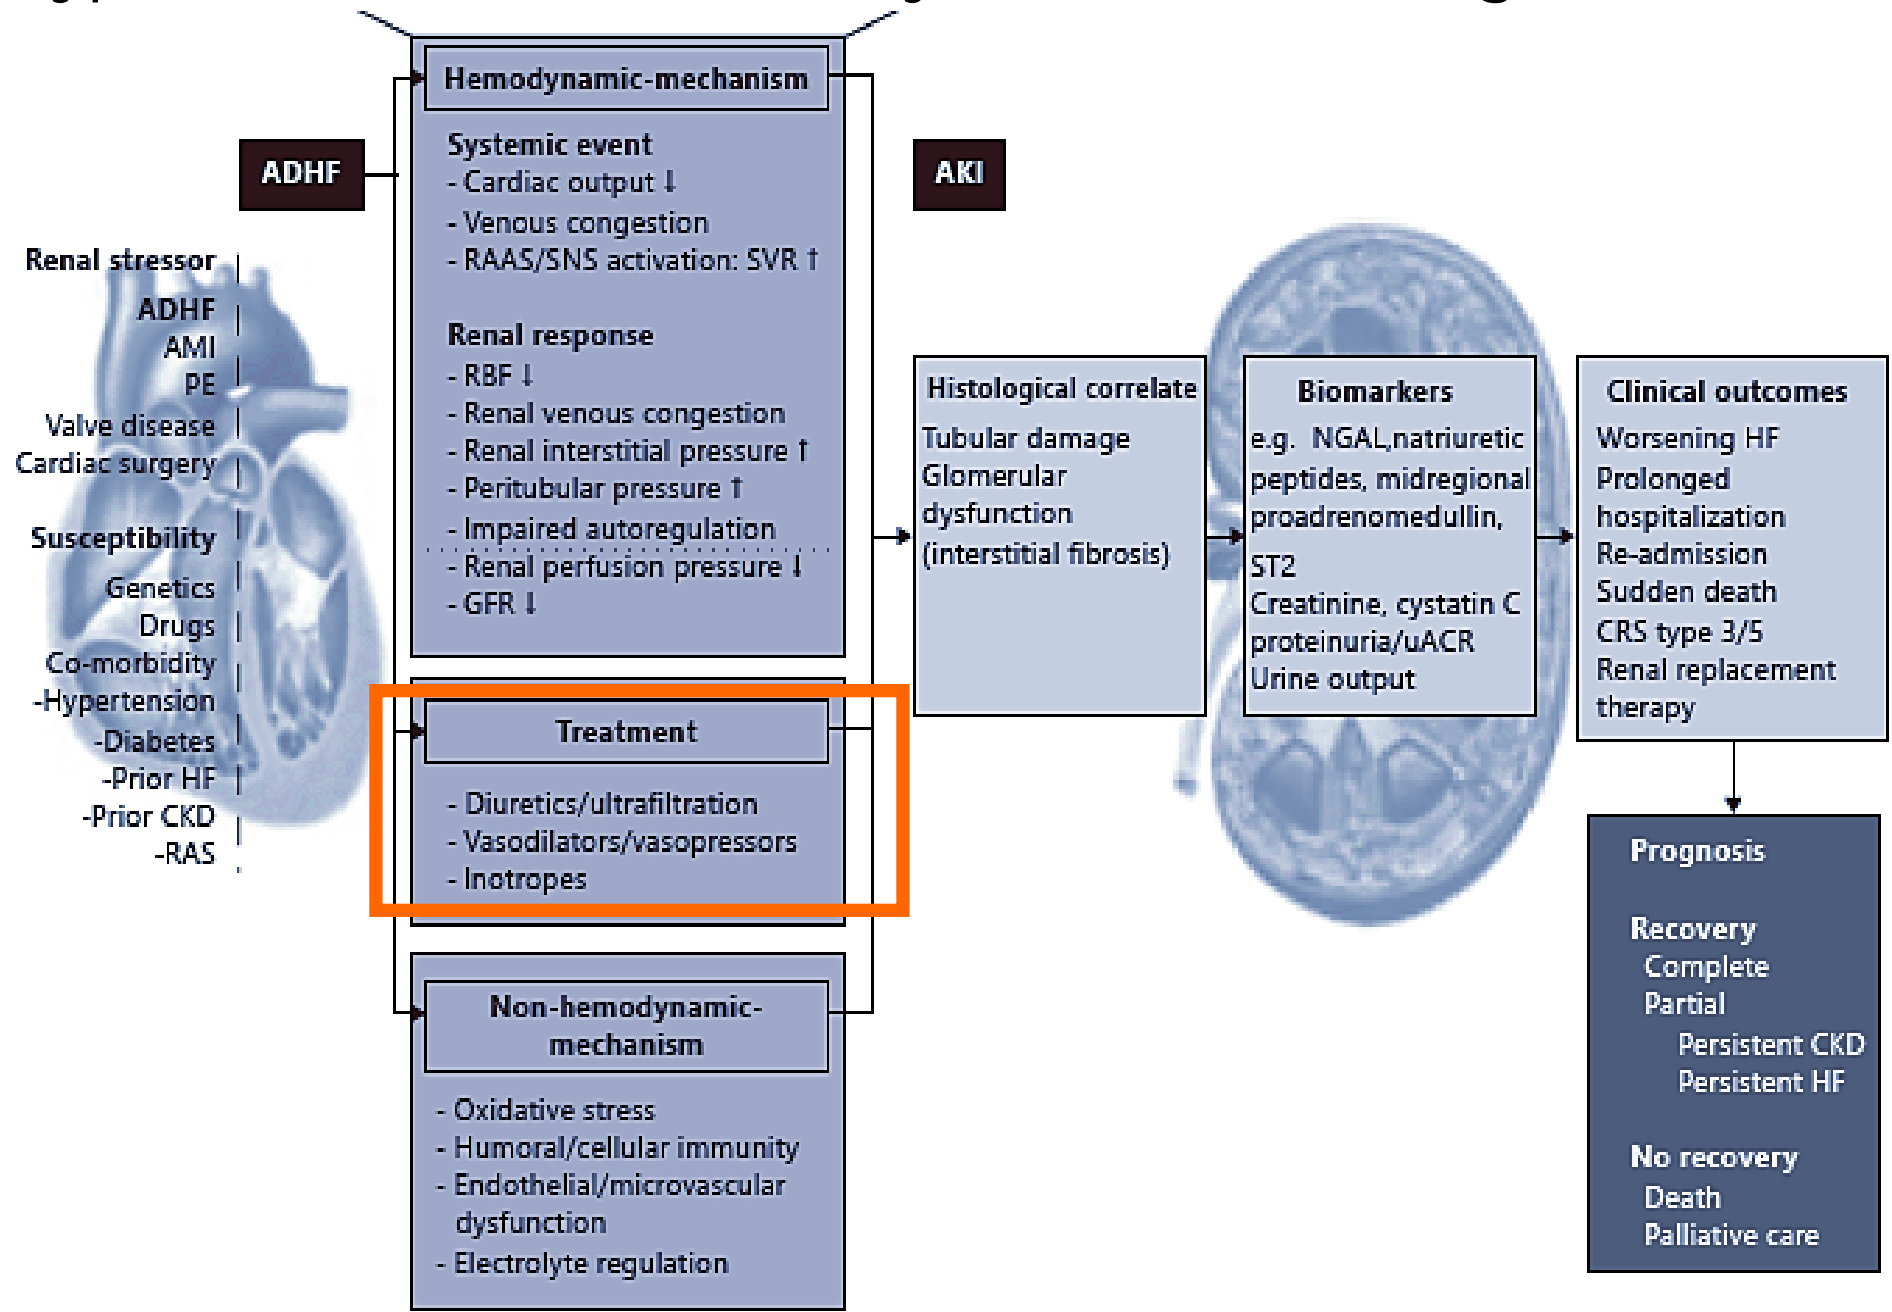 Hemodynamic-mechanism
Systemic event
- Cardiac output ↓
- Venous congestion
- RAAS/SNS activation: SVR ↑
Renal response
- RBF ↓
- Renal venous congestion
- Renal interstitial pressure ↑
- Peritubular pressure ↑
- Impaired autoregulation
- Renal perfusion pressure ↓
- GFR ↓
ADHF
AKI
Renal stressor
ADHF
AMI
PE
Valve disease
Cardiac surgery
Susceptibility
Genetics
Drugs
Co-morbidity
-Hypertension
-Diabetes
-Prior HF
-Prior CKD
-RAS
Treatment
- Diuretics/ultrafiltration
- Vasodilators/vasopressors
- Inotropes
Non-hemodynamic-
mechanism
- Oxidative stress
- Humoral/cellular immunity
- Endothelial/microvascular
dysfunction
- Electrolyte regulation
Histological correlate
Tubular damage
Glomerular
dysfunction
(interstitial fibrosis)
Biomarkers
e.g. NGAL,natriuretic
peptides, midregional
proadrenomedullin,
ST2
Creatinine, cystatin C
proteinuria/uACR
Urine output
Clinical outcomes
Worsening HF
Prolonged
hospitalization
Re-admission
Sudden death
CRS type 3/5
Renal replacement
therapy
Prognosis
Recovery
Complete
Partial
Persistent CKD
Persistent HF
No recovery
Death
Palliative care